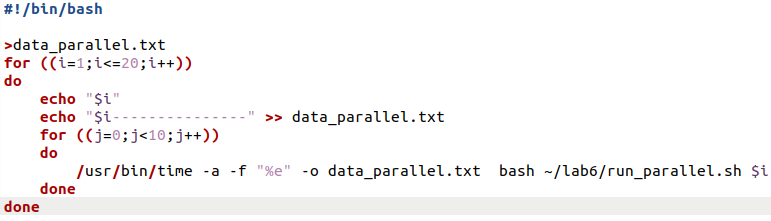 #!/bin/bash
>data_parallel.txt
for ((i=1;i<=20;i++))
do
    echo "$i"
    echo "$i---------------" >> data_parallel.txt
    for ((j=0;j<10;j++))
    do
        /usr/bin/time -a -f "%e" -o data_parallel.txt  bash ~/lab6/run_parallel.sh $i
    done
done